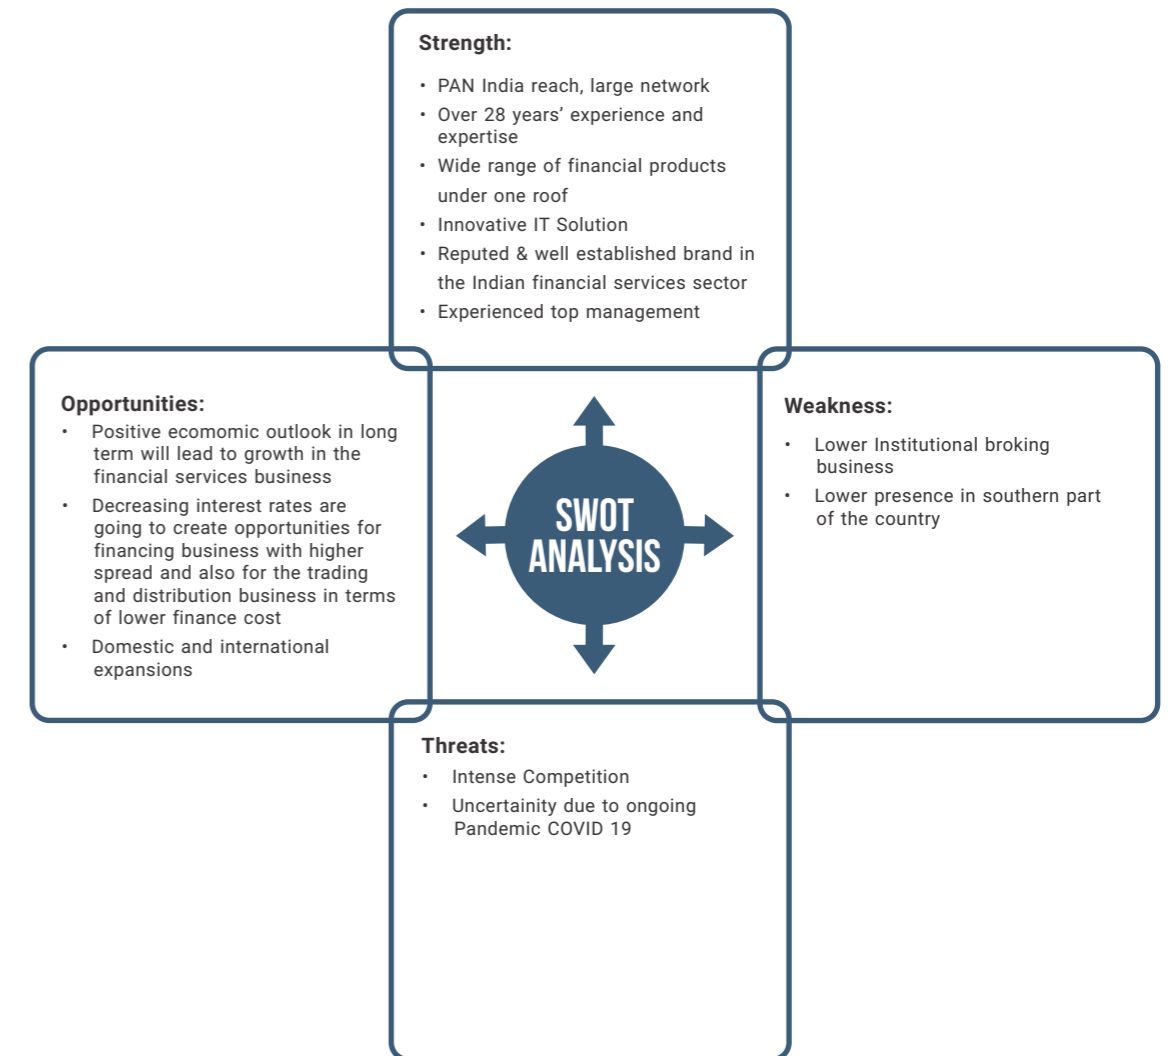 Strength:
• PAN India reach, large network
• Over 28 years’ experience and
expertise
• Wide range of financial products
under one roof
• Innovative IT Solution
• Reputed & well established brand in
the Indian financial services sector
• Experienced top management
Opportunities:
• Positive ecomomic outlook in long
term will lead to growth in the
financial services business
• Decreasing interest rates are
going to create opportunities for
financing business with higher
spread and also for the trading
and distribution business in terms
of lower finance cost
• Domestic and international
expansions
SWOT
ANALYSIS
Weakness:
• Lower Institutional broking
business
• Lower presence in southern part
of the country
Threats:
• Intense Competition
• Uncertainity due to ongoing
Pandemic COVID 19